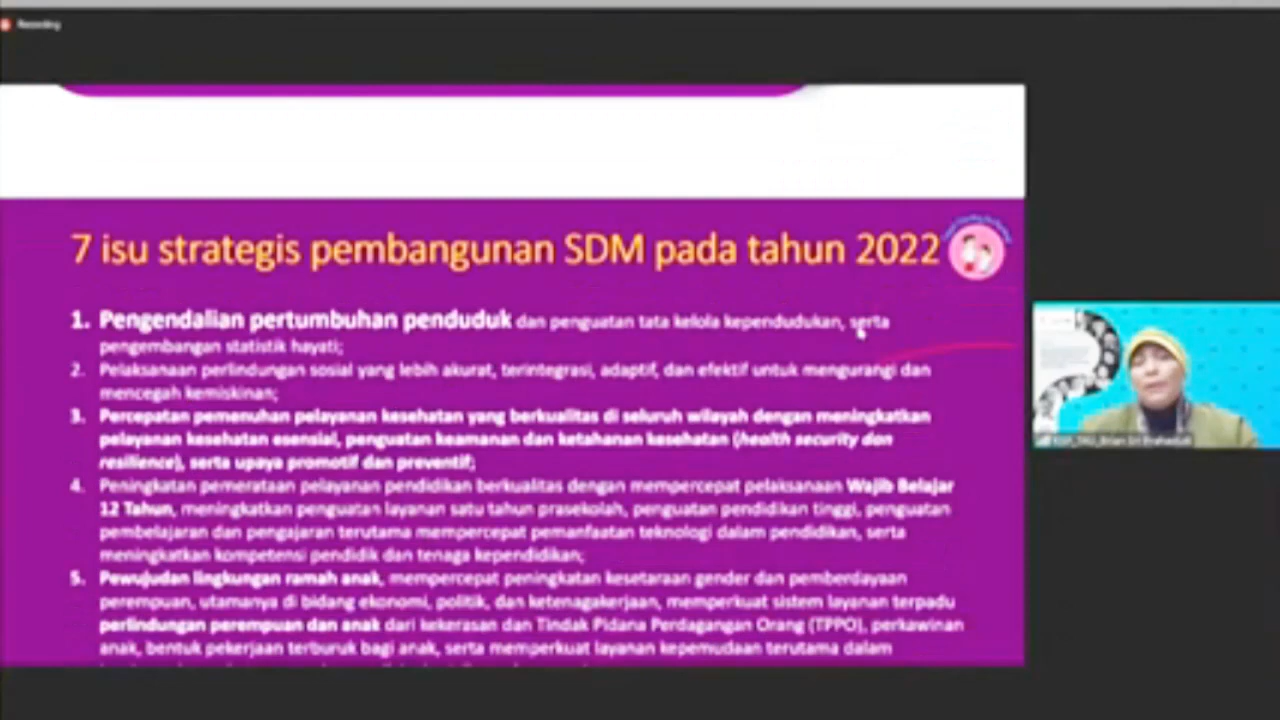 Recording
7 isu strategis pembangunan SDM pada tahun 2022
1. Pengendalian pertumbuhan penduduk dan penguatan tata kelola kependudukan, serta
pengembangan statistik hayati;
2. Pelaksanaan perlindungan sosial yang lebih akurat, terintegrasi, adaptif, dan efektif untuk mengurangi dan
mencegah kemiskinan;
3. Percepatan pemenuhan pelayanan kesehatan yang berkualitas di seluruh wilayah dengan meningkatkan
pelayanan kesehatan esensial, penguatan keamanan dan ketahanan kesehatan (health security dan
resilience), serta upaya promotif dan preventif;
4. Peningkatan pemerataan pelayanan pendidikan berkualitas dengan mempercepat pelaksanaan Wajib Belajar
12 Tahun, meningkatkan penguatan layanan satu tahun prasekolah, penguatan pendidikan tinggi, penguatan
pembelajaran dan pengajaran terutama mempercepat pemanfaatan teknologi dalam pendidikan, serta
meningkatkan kompetensi pendidik dan tenaga kependidikan;
5. Pewujudan lingkungan ramah anak, mempercepat peningkatan kesetaraan gender dan pemberdayaan
perempuan, utamanya di bidang ekonomi, politik, dan ketenagakerjaan, memperkuat sistem layanan terpadu
perlindungan perempuan dan anak dari kekerasan dan Tindak Pidana Perdagangan Orang (TPPO), perkawinan
anak, bentuk pekerjaan terburuk bagi anak, serta memperkuat layanan kepemudaan terutama dalam